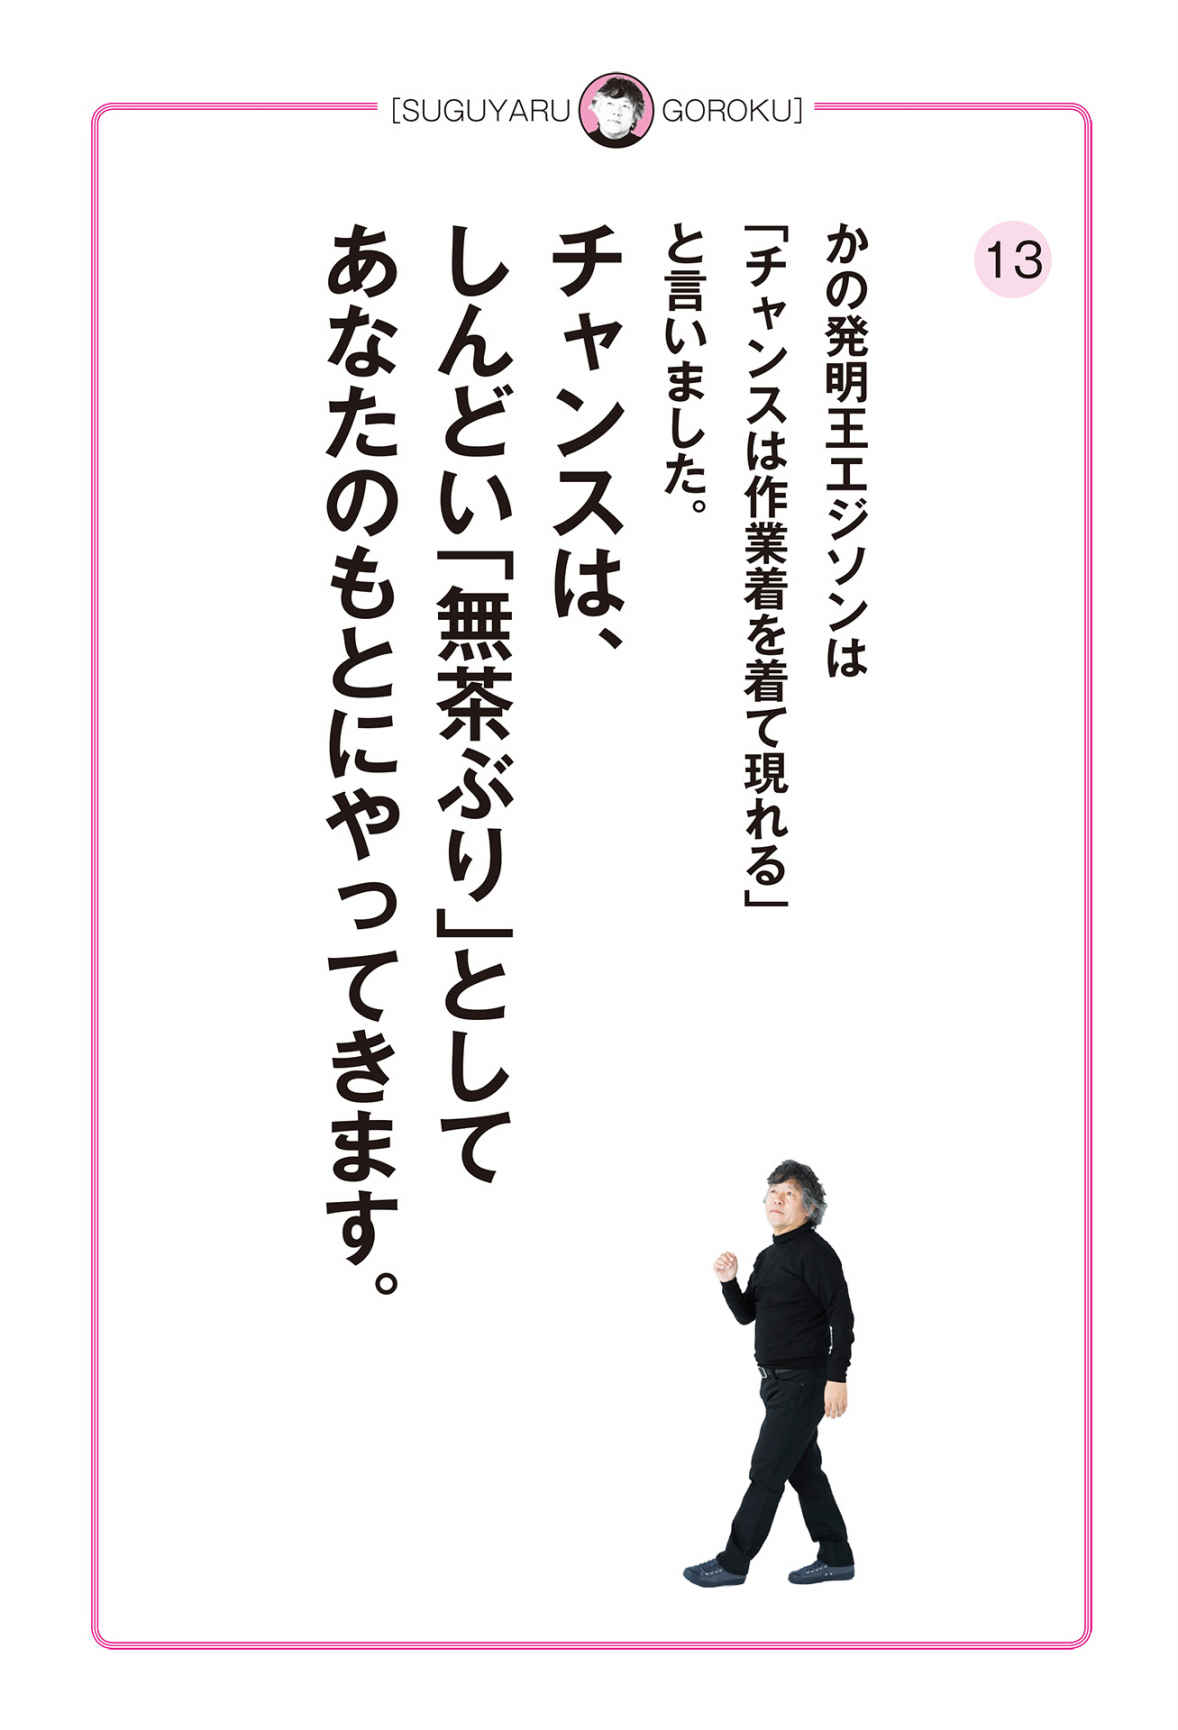 [SUGUYARU GOROKU]
13
かの発明王エジソンは
「チャンスは作業着を着て現れる」
と言いました。
チャンスは、
しんどい「無茶ぶり」として
あなたのもとにやってきます。